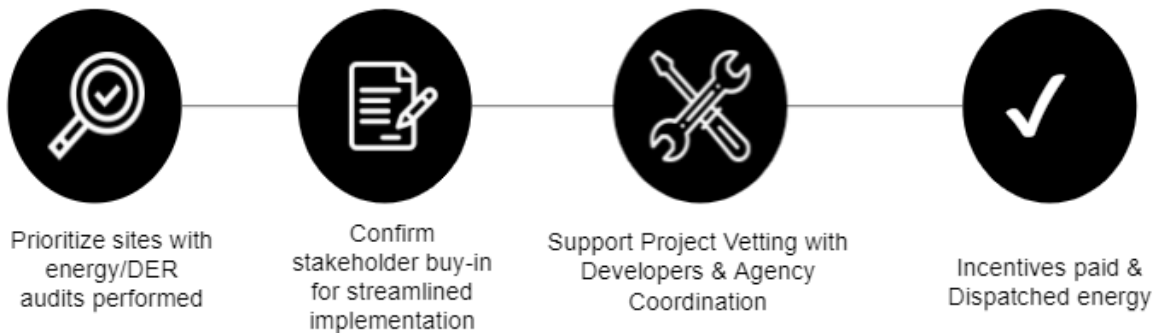 Prioritize sites with
energy/DER
audits performed
Confirm
stakeholder buy-in
for streamlined
implementation
Support Project Vetting with
Developers & Agency
Coordination
Incentives paid &
Dispatched energy